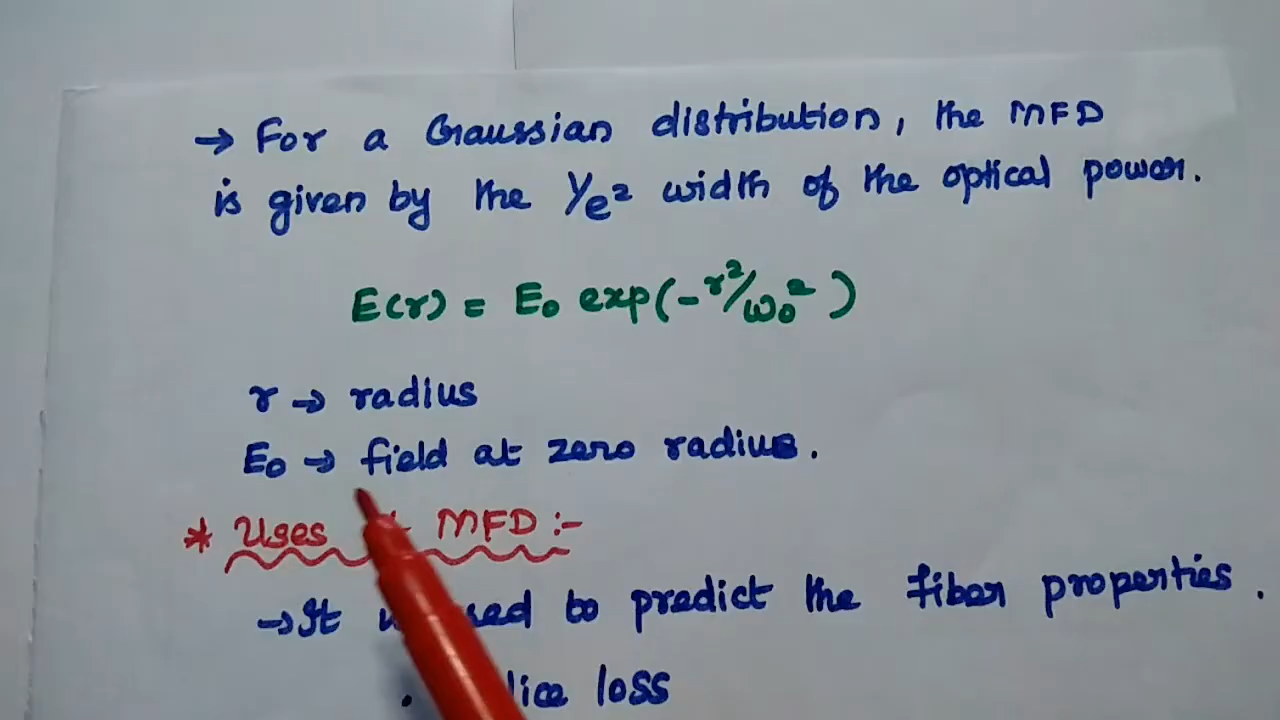 → For a Gaussian distribution, the MFD
is given by the 1/e² width of the optical power.
E(r) = E₀ exp(-r²/ω₀²)
r → radius
E₀ → field at zero radius.
* Uses MFD :-
→ It to predict the fiber properties.
• loss